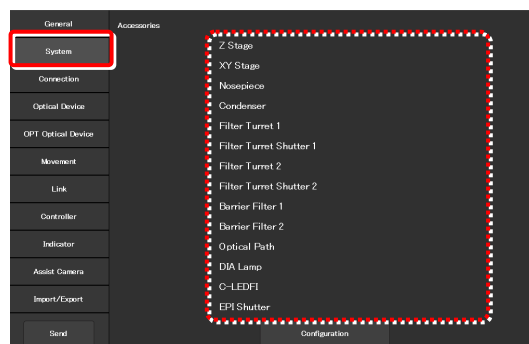 General
System
Connection
Optical Device
OPT Optical Device
Movement
Link
Controller
Indicator
Assist Camera
Import/Export
Send
Accessories
Z Stage
XY Stage
Nosepiece
Condenser
Filter Turret 1
Filter Turret Shutter 1
Filter Turret 2
Filter Turret Shutter 2
Barrier Filter 1
Barrier Filter 2
Optical Path
DIA Lamp
C-LEDFI
EPI Shutter
Configuration